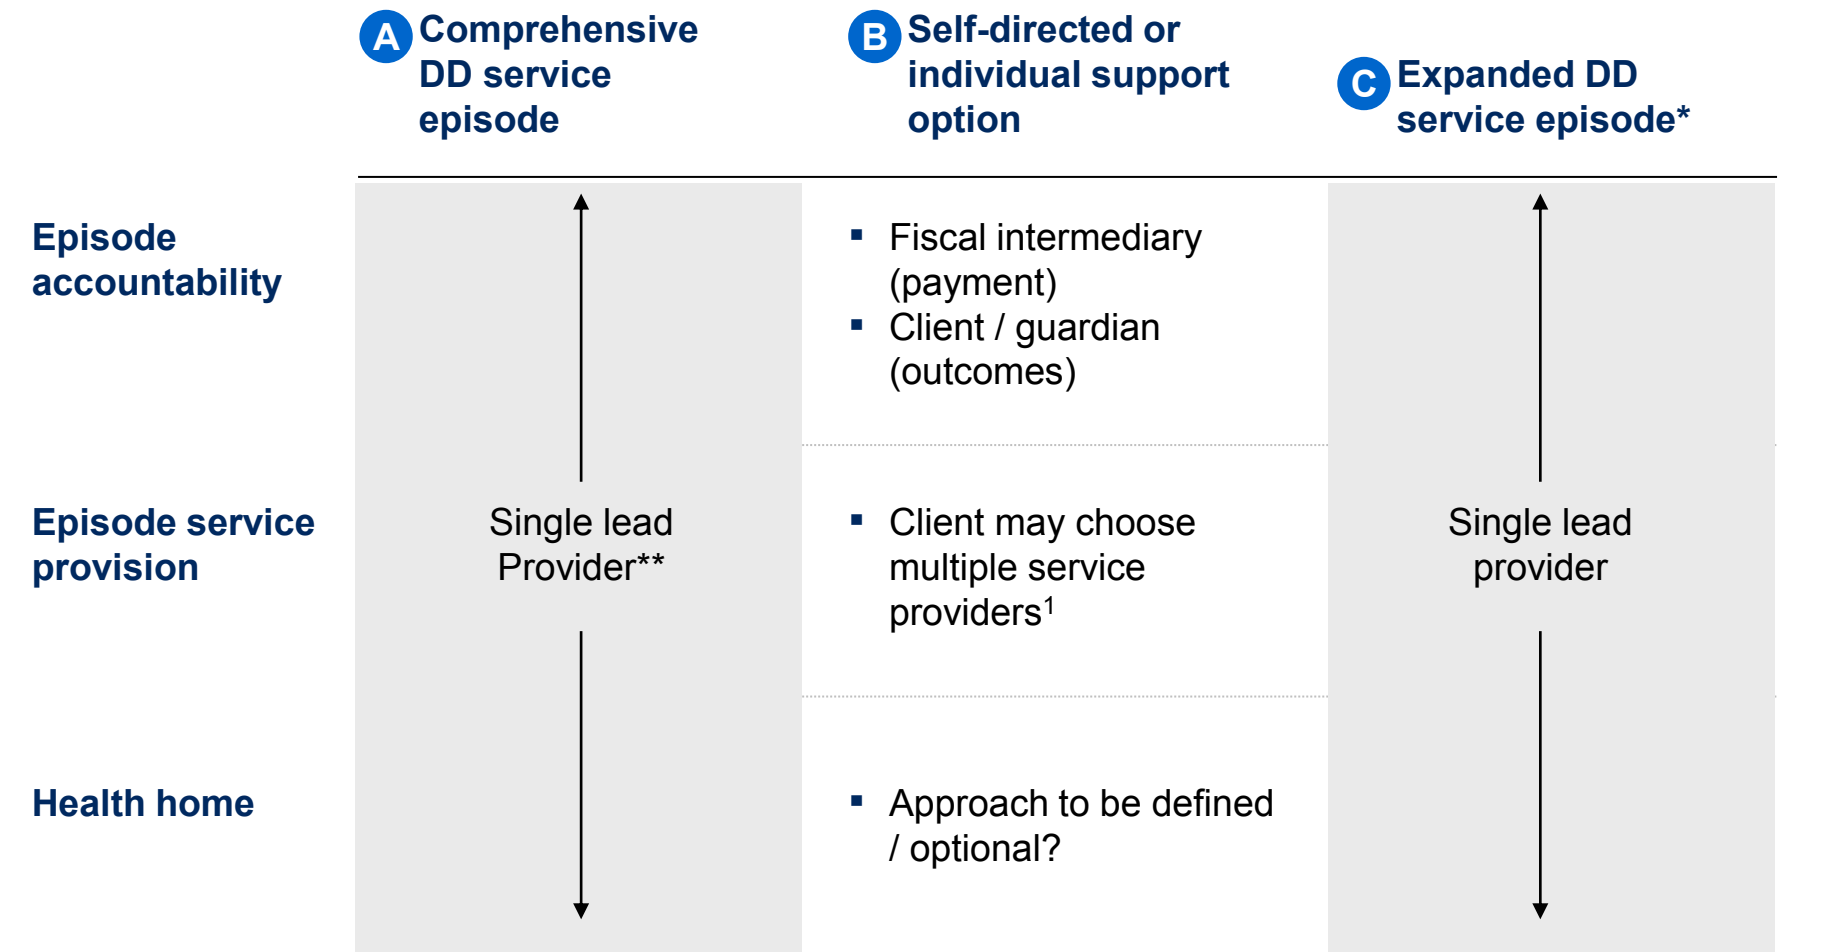 A Comprehensive
DD service
episode
B Self-directed or
individual support
option
C Expanded DD
service episode*
Episode
accountability
▪ Fiscal intermediary
(payment)
▪ Client / guardian
(outcomes)
Episode service
provision
Single lead
Provider**
▪ Client may choose
multiple service
providers¹
Single lead
provider
Health home
▪ Approach to be defined
/ optional?